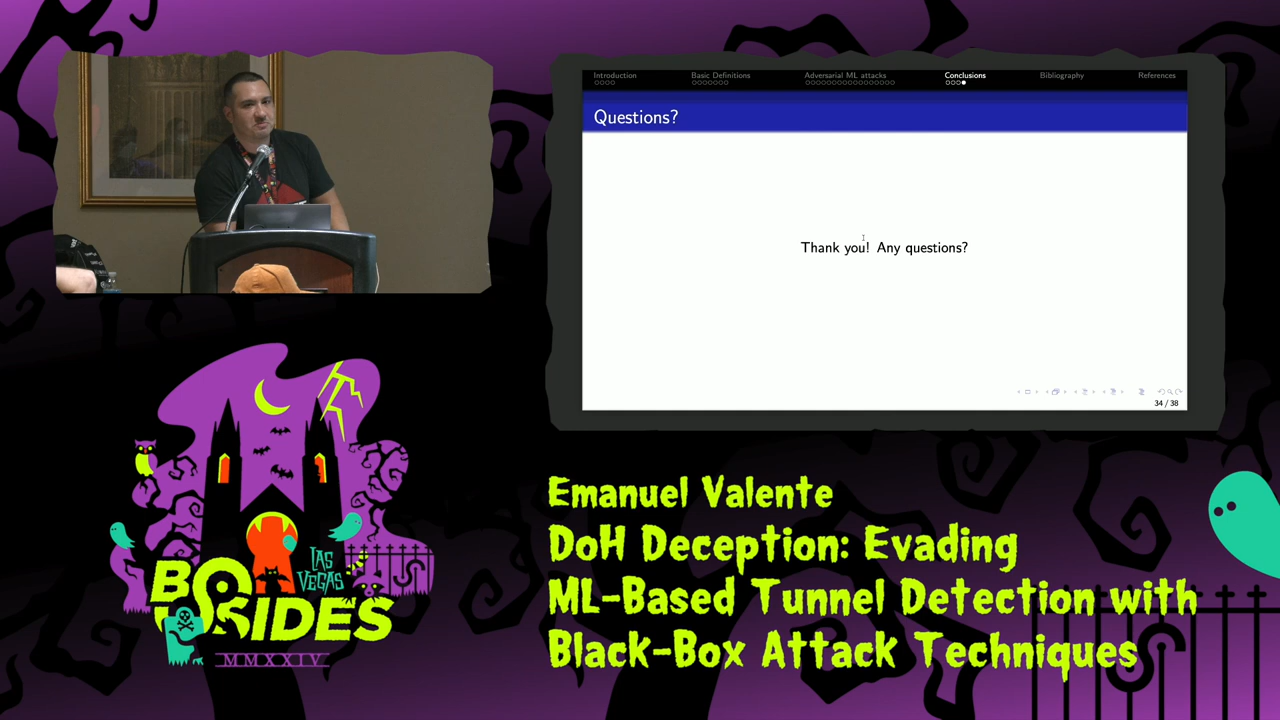 Introduction
Basic Definitions
Adversarial ML attacks
Conclusions
Bibliography
References
Questions?
Thank you! Any questions?
34 / 38
BSIDES
LAS
VEGAS
MMXXIV
Emanuel Valente
DoH Deception: Evading
ML-Based Tunnel Detection with
Black-Box Attack Techniques